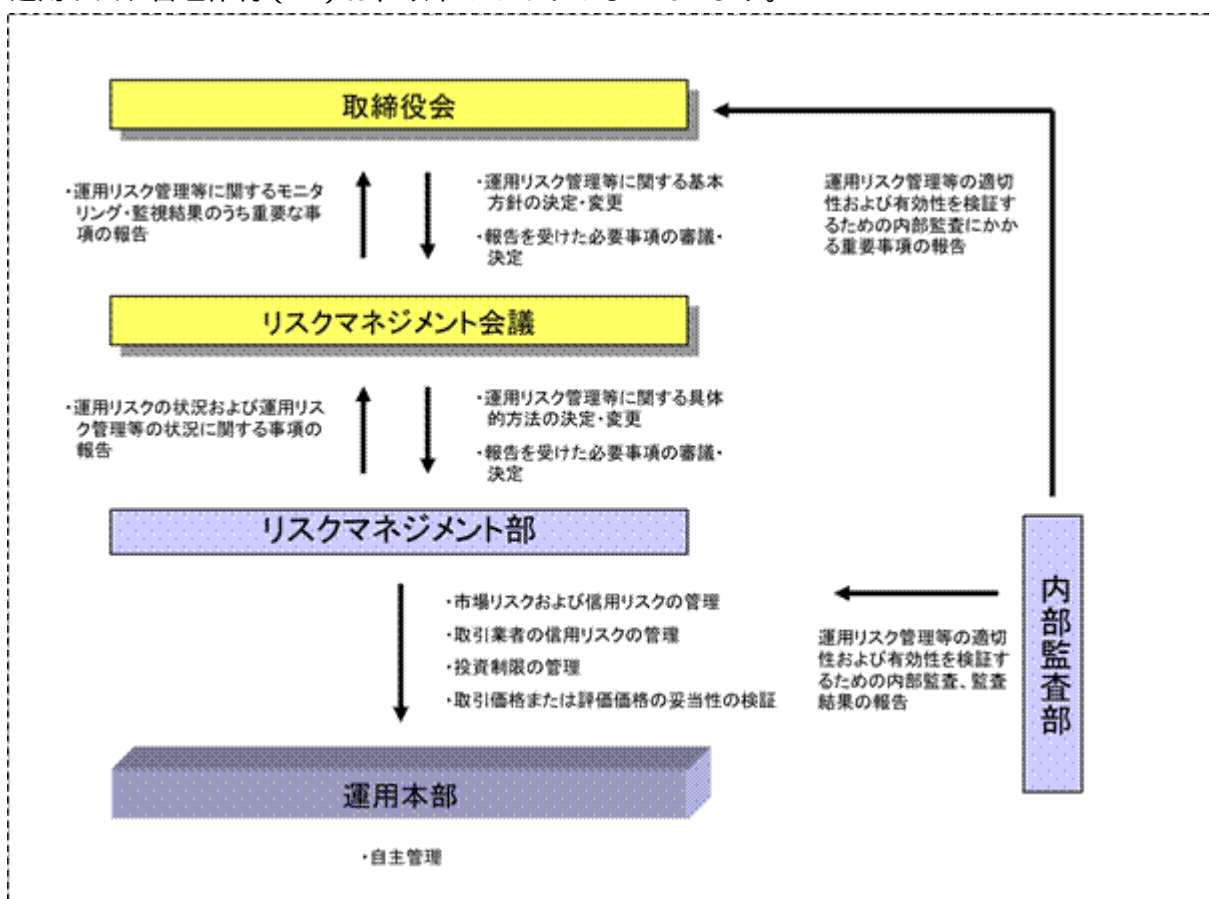 取締役会
・運用リスク管理等に関するモニタ
リング・監視結果のうち重要な事
項の報告
・運用リスク管理等に関する基本
方針の決定・変更
・報告を受けた必要事項の審議・
決定
運用リスク管理等の適切
性および有効性を検証す
るための内部監査にかか
る重要事項の報告
リスクマネジメント会議
・運用リスクの状況および運用リス
ク管理等の状況に関する事項の
報告
・運用リスク管理等に関する具体
的方法の決定・変更
・報告を受けた必要事項の審議・
決定
リスクマネジメント部
・市場リスクおよび信用リスクの管理
・取引業者の信用リスクの管理
・投資制限の管理
・取引価格または評価価格の妥当性の検証
運用リスク管理等の適切
性および有効性を検証す
るための内部監査、監査
結果の報告
内部監査部
運用本部
・自主管理